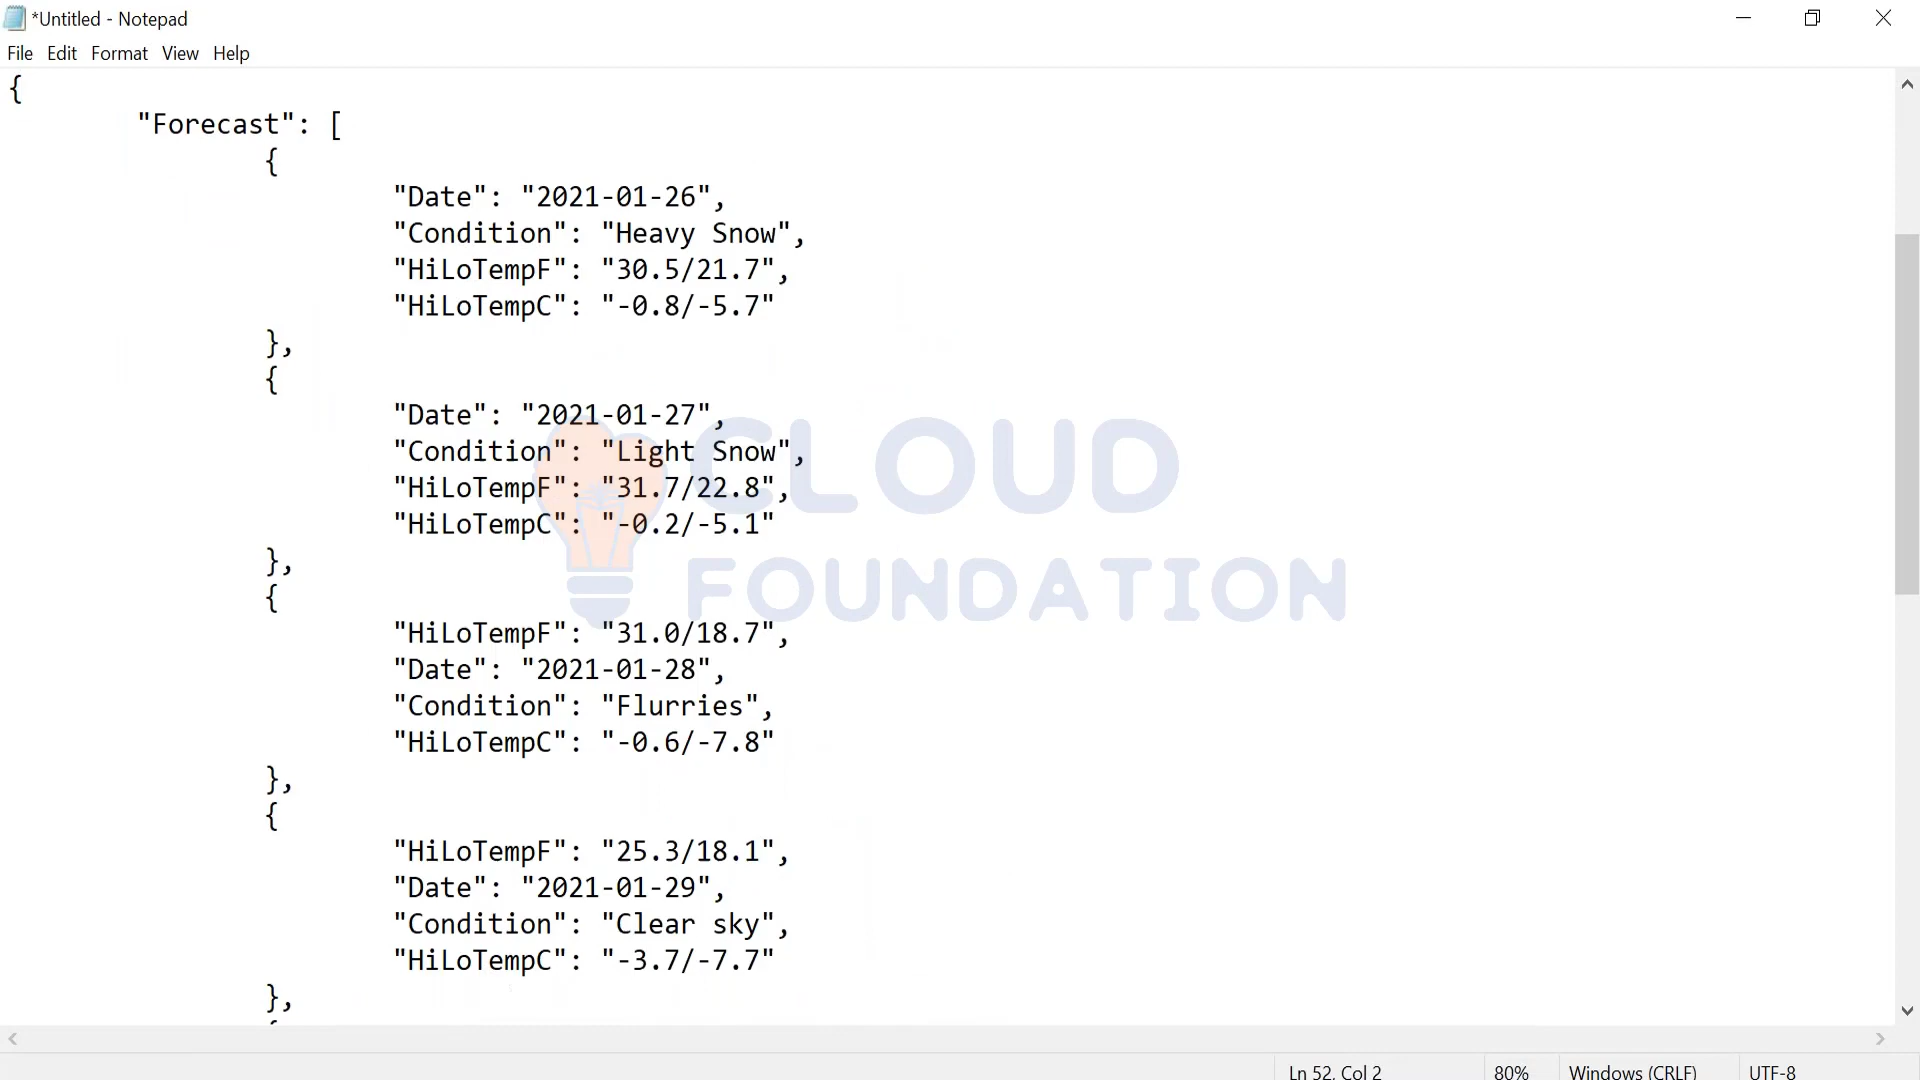 *Untitled - Notepad
File Edit Format View Help
{
"Forecast": [
{
"Date": "2021-01-26",
"Condition": "Heavy Snow",
"HiLoTempF": "30.5/21.7",
"HiLoTempC": "-0.8/-5.7"
},
{
"Date": "2021-01-27",
"Condition": "Light Snow",
"HiLoTempF": "31.7/22.8",
"HiLoTempC": "-0.2/-5.1"
},
{
"HiLoTempF": "31.0/18.7",
"Date": "2021-01-28",
"Condition": "Flurries",
"HiLoTempC": "-0.6/-7.8"
},
{
"HiLoTempF": "25.3/18.1",
"Date": "2021-01-29",
"Condition": "Clear sky",
"HiLoTempC": "-3.7/-7.7"
},
CLOUD
FOUNDATION
Ln 52, Col 2 80% Windows (CRLF) UTF-8